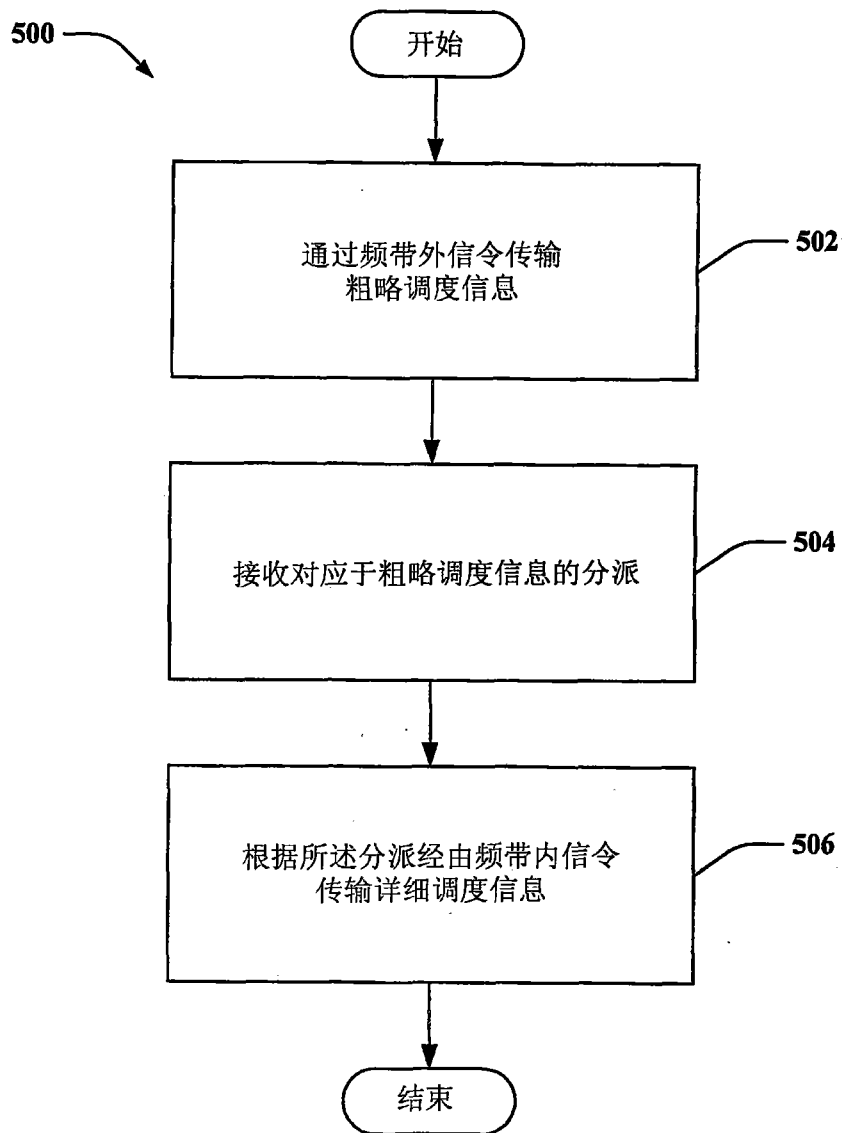 500
开始
通过频带外信令传输
粗略调度信息
502
接收对应于粗略调度信息的分派
504
根据所述分派经由频带内信令
传输详细调度信息
506
结束